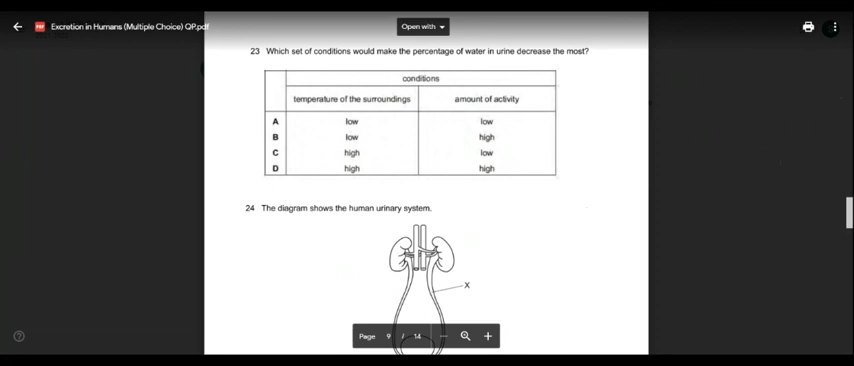 PDF Excretion in Humans (Multiple Choice) QP.pdf
Open with
23 Which set of conditions would make the percentage of water in urine decrease the most?
conditions
temperature of the surroundings amount of activity
A low low
B low high
C high low
D high high
24 The diagram shows the human urinary system.
X
Page 9 / 14